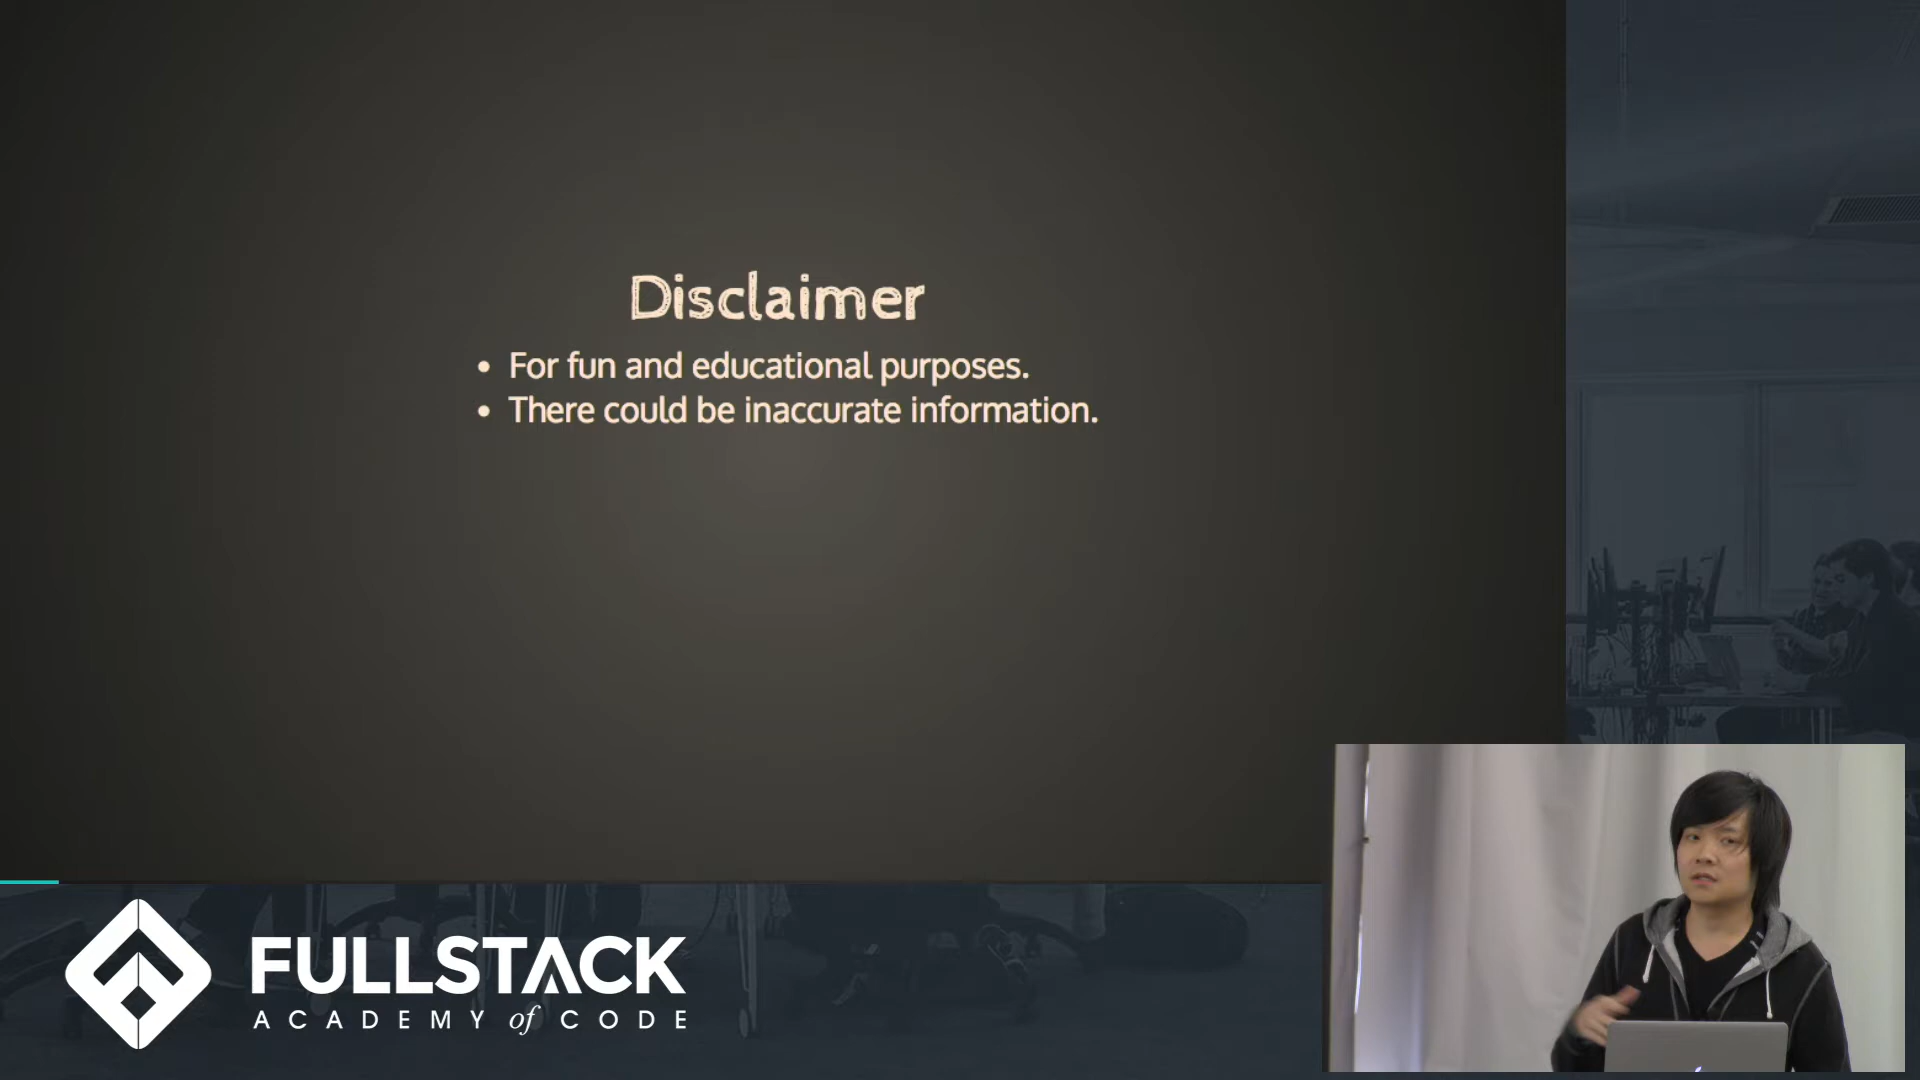 Disclaimer
• For fun and educational purposes.
• There could be inaccurate information.
FULLSTACK
ACADEMY of CODE